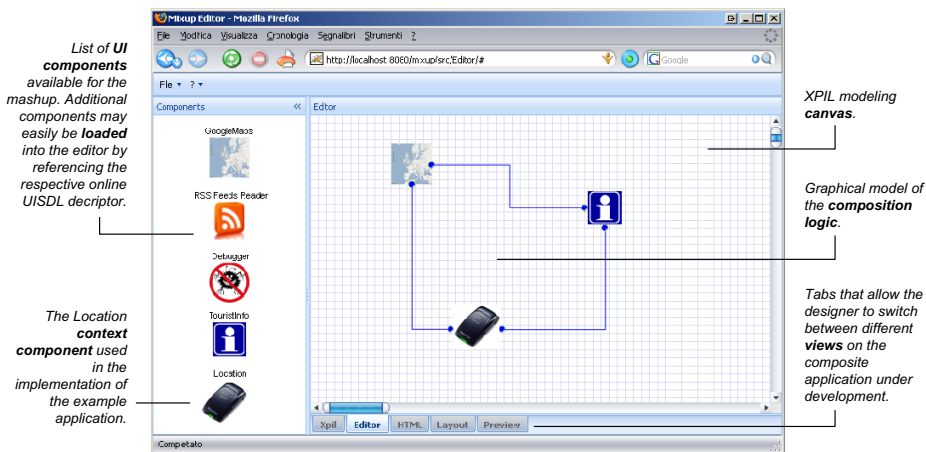 List of UI
components
available for the
mashup. Additional
components may
easily be loaded
into the editor by
referencing the
respective online
UISDL decriptor.
The Location
context
component used
in the
implementation of
the example
application.
Mixup Editor - Mozilla Firefox
File Modifica Visualizza Cronologia Segnalibri Strumenti ?
http://localhost 8080/mixup/src/Editor/#
Google
File ?
Components «
GoogleMaps
RSS Feeds Reader
Debugger
TouristInfo
Location
Editor
Xpil Editor HTML Layout Preview
Completato
XPIL modeling
canvas.
Graphical model of
the composition
logic.
Tabs that allow the
designer to switch
between different
views on the
composite
application under
development.